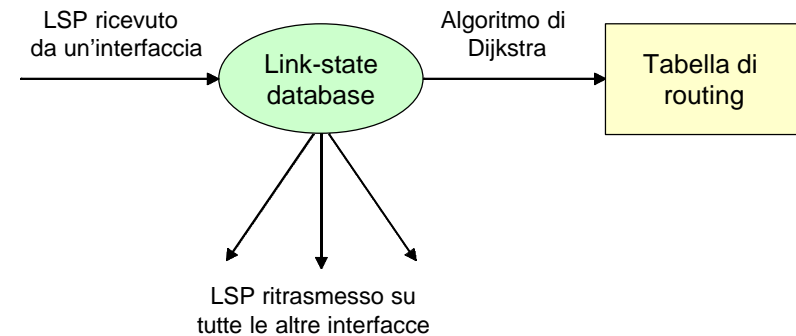 LSP ricevuto
da un'interfaccia
Link-state
database
Algoritmo di
Dijkstra
Tabella di
routing
LSP ritrasmesso su
tutte le altre interfacce